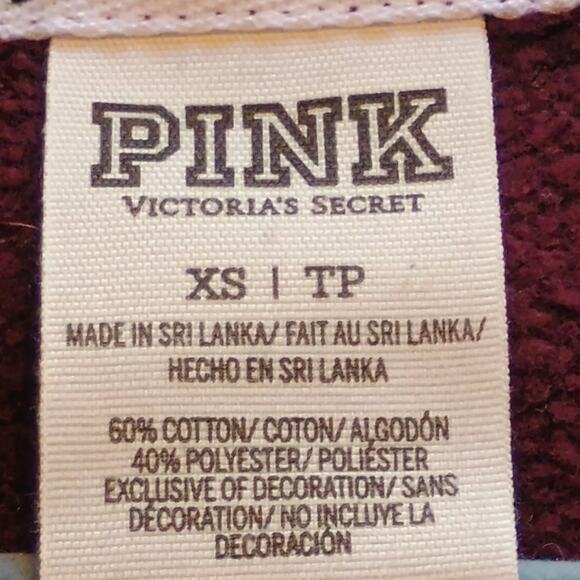 PINK
VICTORIA'S SECRET
XS | TP
MADE IN SRI LANKA/ FAIT AU SRI LANKA/
HECHO EN SRI LANKA
60% COTTON/ COTON/ ALGODÓN
40% POLYESTER/ POLIÉSTER
EXCLUSIVE OF DECORATION/ SANS
DÉCORATION/ NO INCLUYE LA
DECORACIÓN